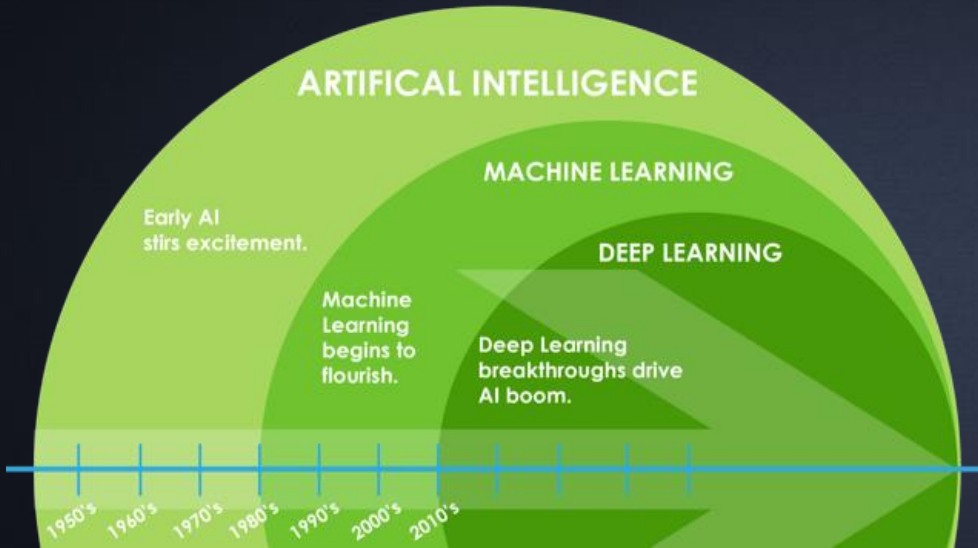 ARTIFICAL INTELLIGENCE
MACHINE LEARNING
DEEP LEARNING
Early AI
stirs excitement.
Machine
Learning
begins to
flourish.
Deep Learning
breakthroughs drive
AI boom.
1950's 1960's 1970's 1980's 1990's 2000's 2010's